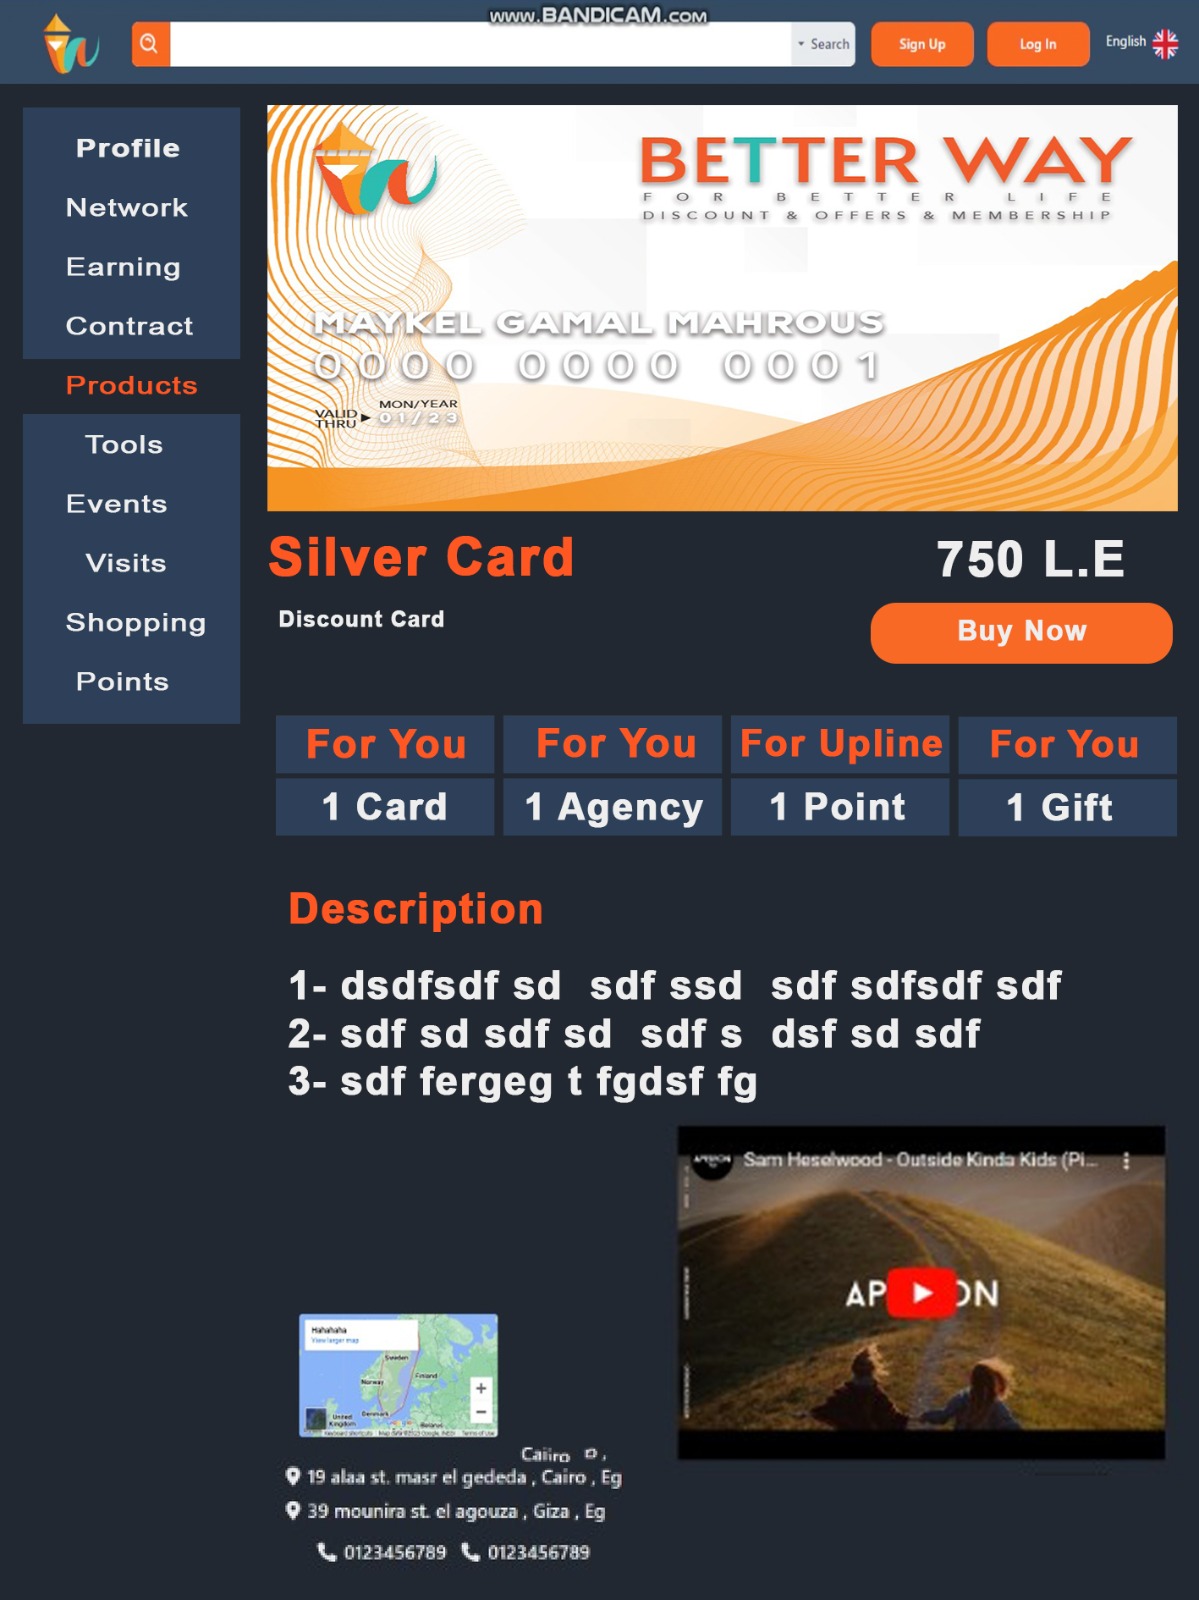 www.BANDICAM.com
Search
Sign Up
Log In
English
Profile
Network
Earning
Contract
Products
Tools
Events
Visits
Shopping
Points
BETTER WAY
FOR BETTER LIFE
DISCOUNT & OFFERS & MEMBERSHIP
MAYKEL GAMAL MAHROUS
0000 0000 0001
MON/YEAR
VALID THRU 01/23
Silver Card
750 L.E
Discount Card
Buy Now
For You For You For Upline For You
1 Card 1 Agency 1 Point 1 Gift
Description
1- dsdfsdf sd sdf ssd sdf sdfsdf sdf
2- sdf sd sdf sd sdf s dsf sd sdf
3- sdf fergeg t fgdsf fg
Sam Heselwood - Outside Kinda Kids (Pi...
Hahahaha
View larger map
Sweden
Finland
Norway
United Kingdom
Denmark
Belarus
Keyboard shortcuts
Terms of Use
19 alaa st. masr el gededa , Cairo , Eg
39 mounira st. el agouza , Giza , Eg
0123456789 0123456789